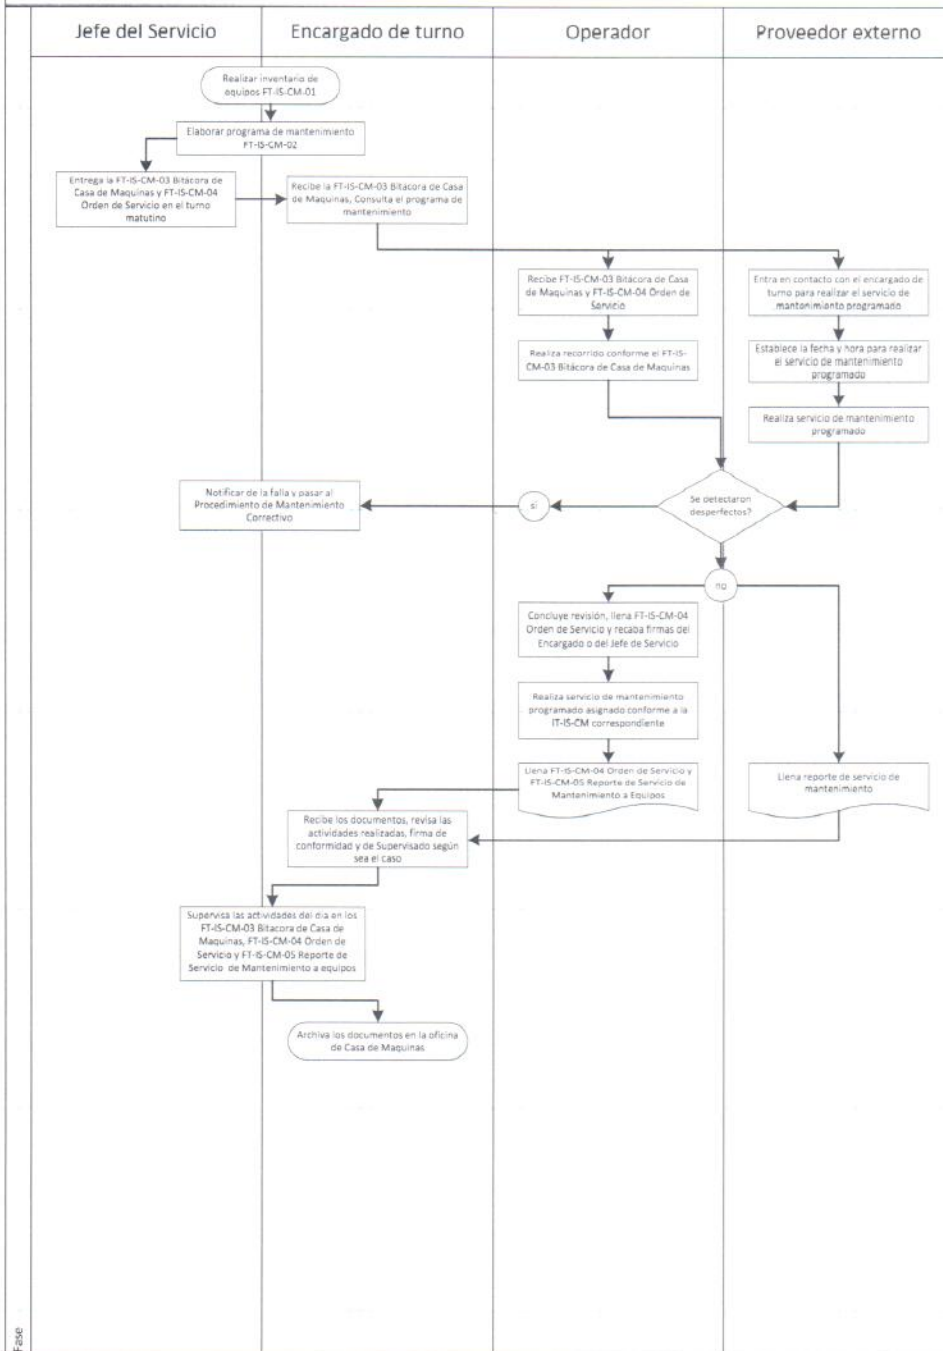 Jefe del Servicio
Encargado de turno
Operador
Proveedor externo
Realizar inventario de
equipos FT-IS-CM-01
Elaborar programa de mantenimiento
FT-IS-CM-02
Entrega la FT-IS-CM-03 Bitácora de
Casa de Maquinas y FT-IS-CM-04
Orden de Servicio en el turno
matutino
Recibe la FT-IS-CM-03 Bitácora de Casa
de Maquinas, Consulta el programa de
mantenimiento
Recibe FT-IS-CM-03 Bitácora de Casa
de Maquinas y FT-IS-CM-04 Orden de
Servicio
Entra en contacto con el encargado de
turno para realizar el servicio de
mantenimiento programado
Realiza recorrido conforme el FT-IS-
CM-03 Bitácora de Casa de Maquinas
Establece la fecha y hora para realizar
el servicio de mantenimiento
programado
Realiza servicio de mantenimiento
programado
Notificar de la falla y pasar al
Procedimiento de Mantenimiento
Correctivo
si
Se detectaron
desperfectos?
no
Concluye revisión, llena FT-IS-CM-04
Orden de Servicio y recaba firmas del
Encargado o del Jefe de Servicio
Realiza servicio de mantenimiento
programado asignado conforme a la
IT-IS-CM correspondiente
Llena FT-IS-CM-04 Orden de Servicio y
FT-IS-CM-05 Reporte de Servicio de
Mantenimiento a Equipos
Llena reporte de servicio de
mantenimiento
Recibe los documentos, revisa las
actividades realizadas, firma de
conformidad y de Supervisado según
sea el caso
Supervisa las actividades del dia en los
FT-IS-CM-03 Bitacora de Casa de
Maquinas, FT-IS-CM-04 Orden de
Servicio y FT-IS-CM-05 Reporte de
Servicio de Mantenimiento a equipos
Archiva los documentos en la oficina
de Casa de Maquinas
Fase